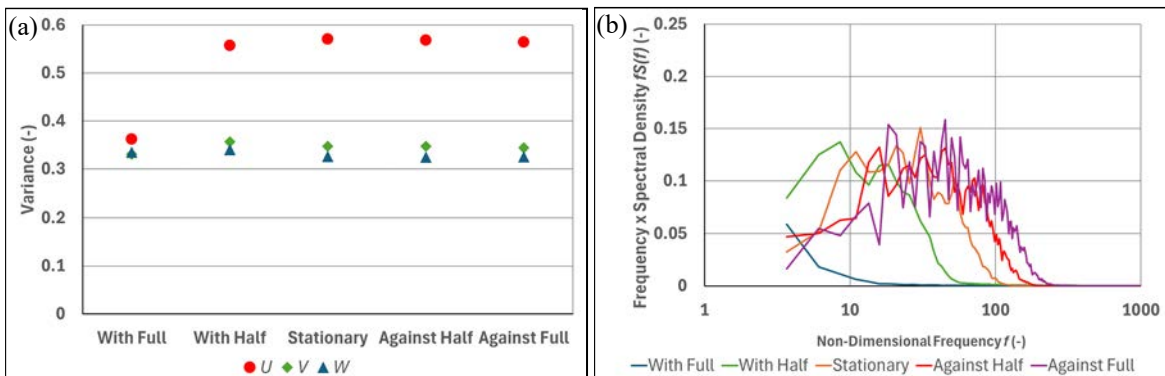 (a)
0.6
0.5
0.4
0.3
0.2
0.1
0
Variance (-)
With Full With Half Stationary Against Half Against Full
U V W
(b)
0.25
0.2
0.15
0.1
0.05
0
Frequency x Spectral Density fS(f) (-)
1 10 100 1000
Non-Dimensional Frequency f (-)
With Full With Half Stationary Against Half Against Full